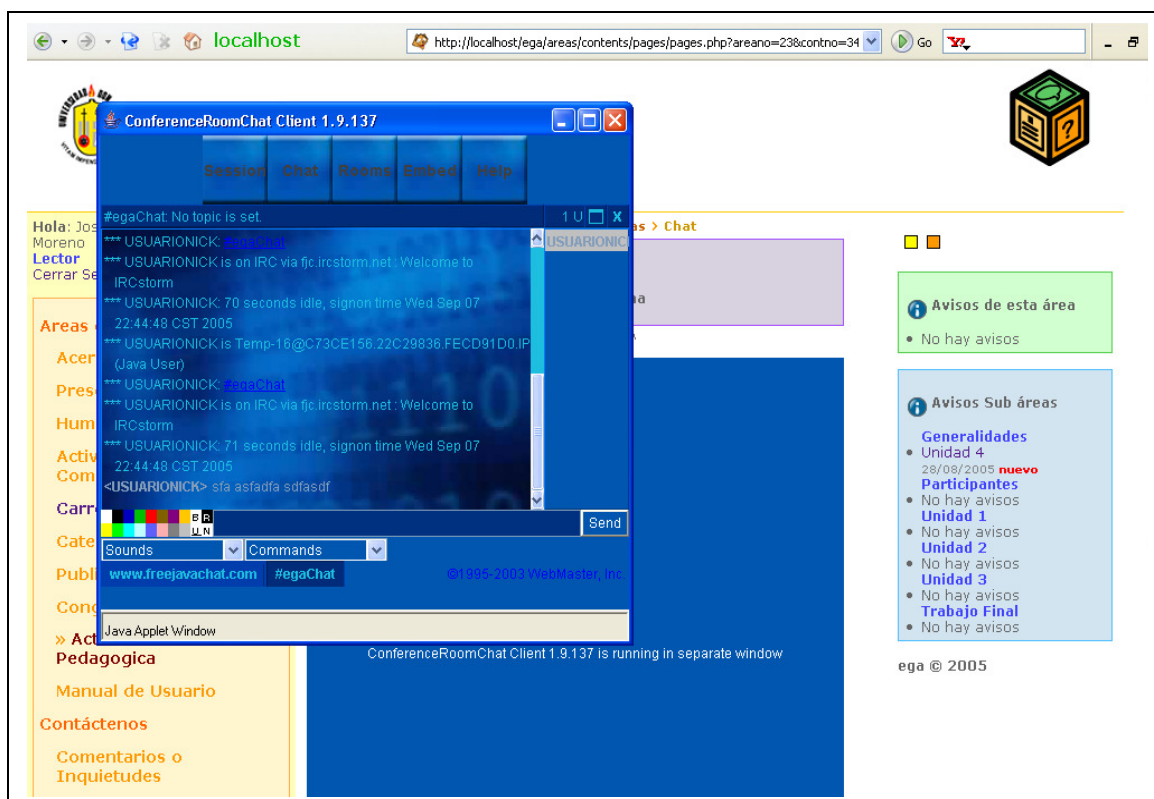 localhost
http://localhost/ega/areas/contents/pages/pages.php?areano=23&contno=34
Go
ConferenceRoomChat Client 1.9.137
Session Chat Rooms Embed Help
#egaChat: No topic is set.
1 U X
*** USUARIONICK: #egaChat
*** USUARIONICK is on IRC via fjc.ircstorm.net : Welcome to
IRCstorm
*** USUARIONICK: 70 seconds idle, signon time Wed Sep 07
22:44:48 CST 2005
*** USUARIONICK is Temp-16@C73CE156.22C29836.FECD91D0.IP
(Java User)
*** USUARIONICK: #egaChat
*** USUARIONICK is on IRC via fjc.ircstorm.net : Welcome to
IRCstorm
*** USUARIONICK: 71 seconds idle, signon time Wed Sep 07
22:44:48 CST 2005
<USUARIONICK> sfa asfadfa sdfasdf
USUARIONIC
B R
U N
Send
Sounds
Commands
www.freejavachat.com
#egaChat
©1995-2003 WebMaster, Inc.
Java Applet Window
ConferenceRoomChat Client 1.9.137 is running in separate window
as > Chat
Hola: Jos
Moreno
Lector
Cerrar Se
Areas
Acer
Pres
Hum
Activ
Com
Carr
Cate
Publi
Cong
» Act
Pedagogica
Manual de Usuario
Contáctenos
Comentarios o
Inquietudes
Avisos de esta área
No hay avisos
Avisos Sub áreas
Generalidades
Unidad 4
28/08/2005 nuevo
Participantes
No hay avisos
Unidad 1
No hay avisos
Unidad 2
No hay avisos
Unidad 3
No hay avisos
Trabajo Final
No hay avisos
ega © 2005